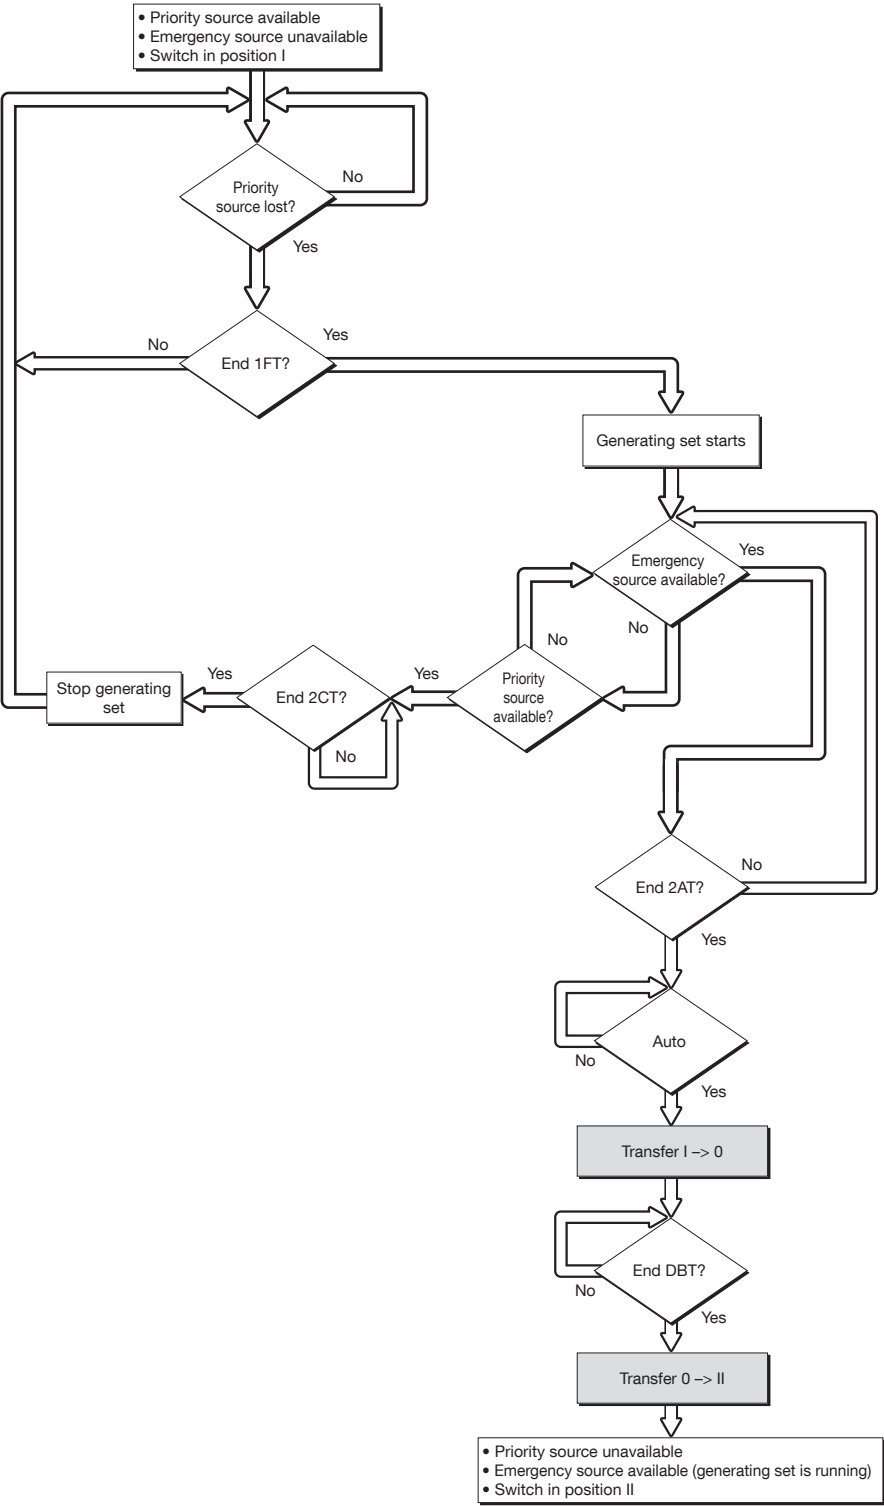 • Priority source available
• Emergency source unavailable
• Switch in position I
No
Priority
source lost?
Yes
Yes
No
End 1FT?
Generating set starts
Yes
Emergency
source available?
No
No
Yes
Yes
Priority
source
available?
End 2CT?
Stop generating
set
No
No
End 2AT?
Yes
Auto
No
Yes
Transfer I –> 0
End DBT?
No
Yes
Transfer 0 –> II
• Priority source unavailable
• Emergency source available (generating set is running)
• Switch in position II